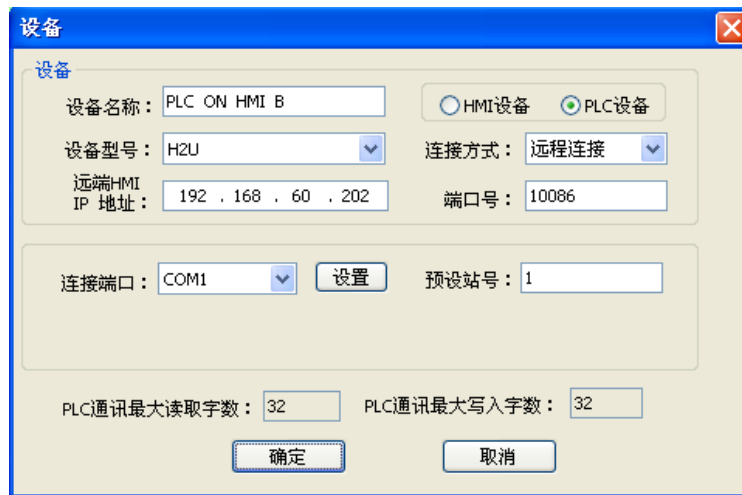 设备
设备
设备名称： PLC ON HMI B HMI设备 PLC设备
设备型号： H2U 连接方式： 远程连接
远端HMI
IP 地址： 192 . 168 . 60 . 202 端口号： 10086
连接端口： COM1 设置 预设站号： 1
PLC通讯最大读取字数： 32 PLC通讯最大写入字数： 32
确定 取消